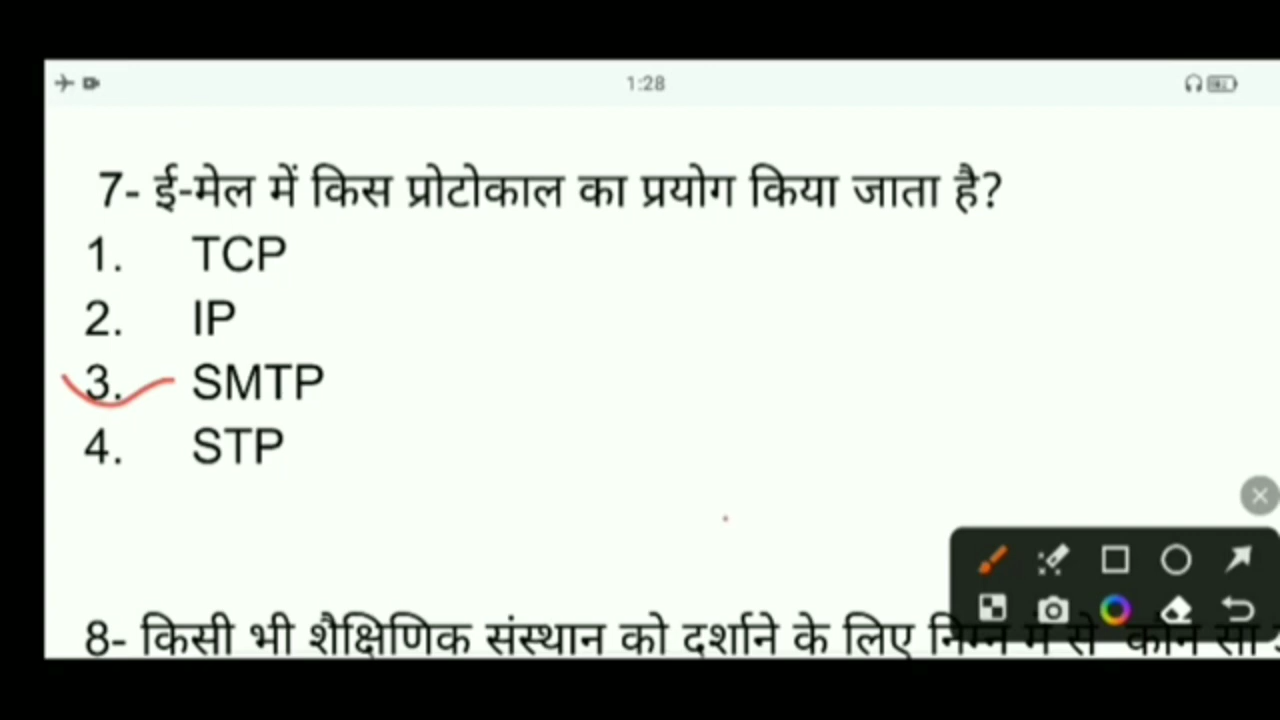 1:28
7- ई-मेल में किस प्रोटोकाल का प्रयोग किया जाता है?
1. TCP
2. IP
3. SMTP
4. STP
8- किसी भी शैक्षिणिक संस्थान को दर्शाने के लिए निम्न में से कौन सा